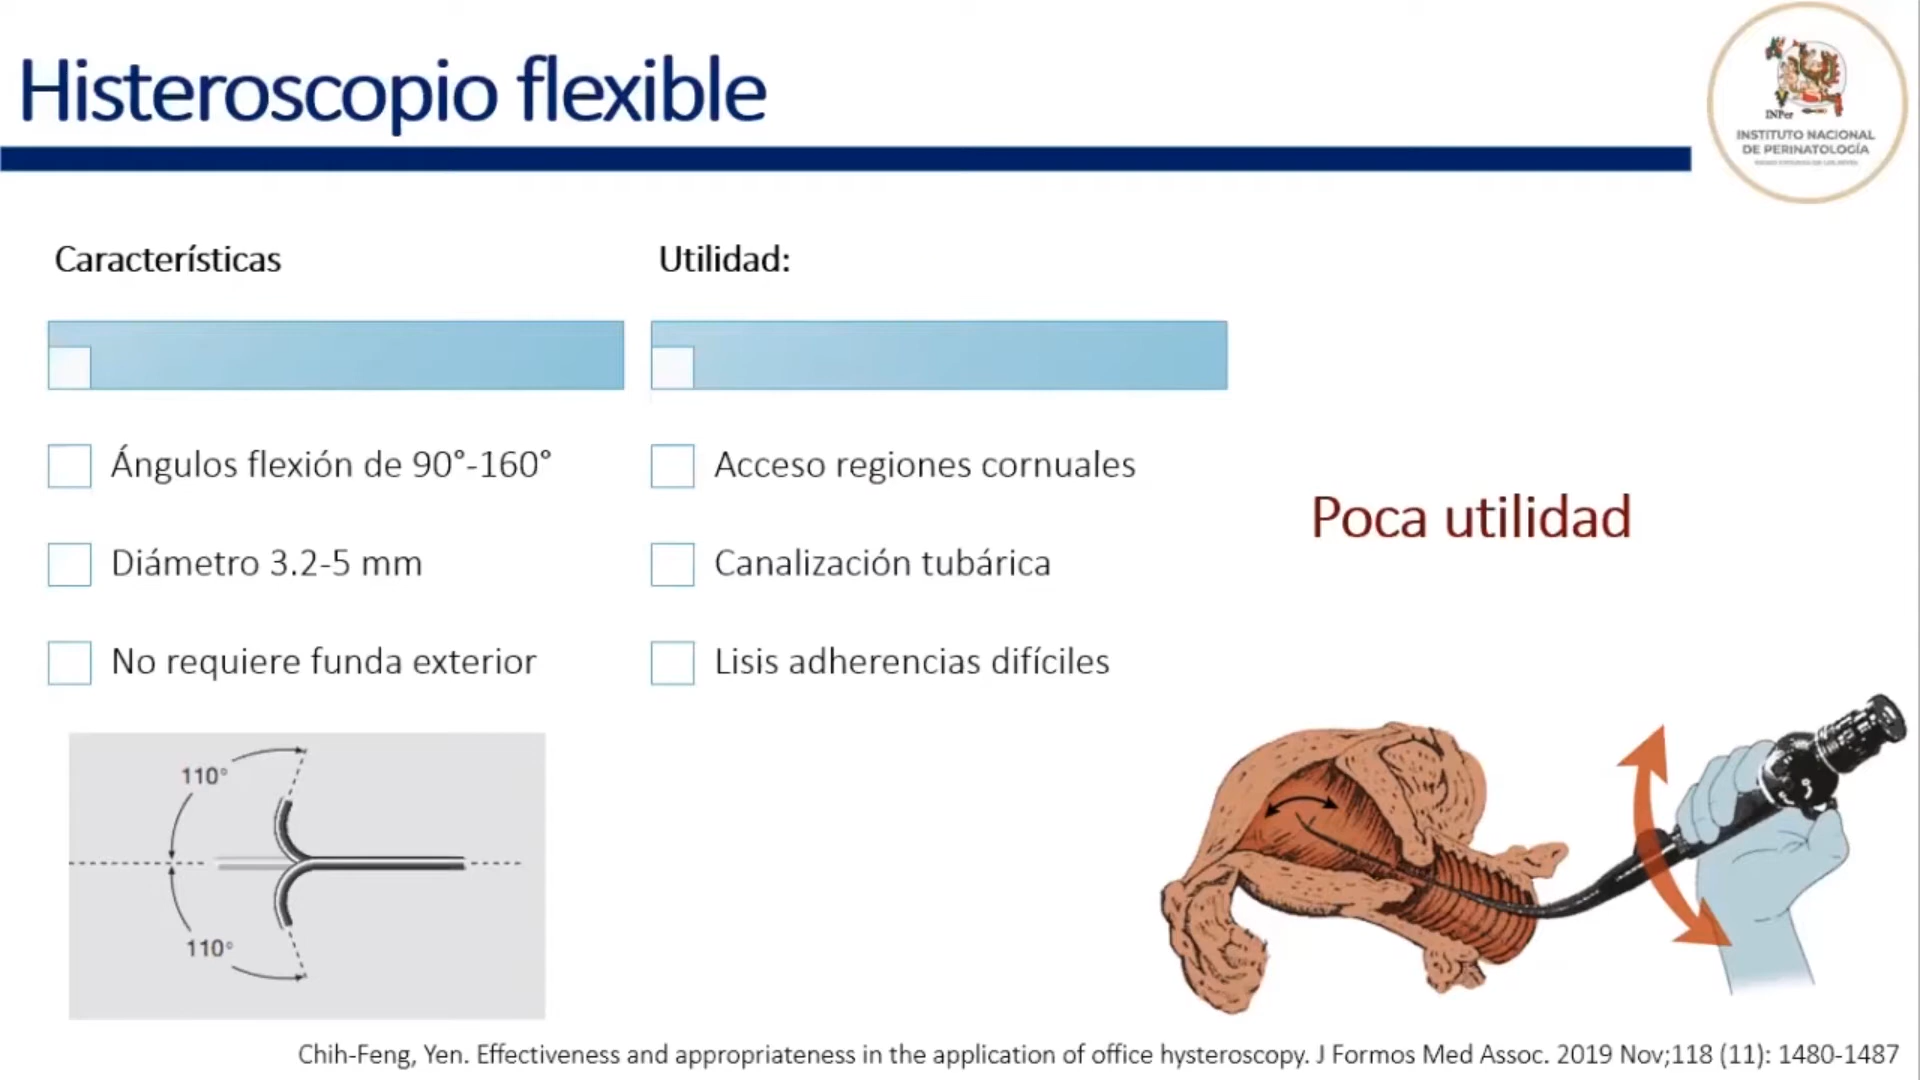 Histeroscopio flexible
INPer
INSTITUTO NACIONAL
DE PERINATOLOGÍA
Características
Ángulos flexión de 90°-160°
Diámetro 3.2-5 mm
No requiere funda exterior
Utilidad:
Acceso regiones cornuales
Canalización tubárica
Lisis adherencias difíciles
Poca utilidad
110°
110°
Chih-Feng, Yen. Effectiveness and appropriateness in the application of office hysteroscopy. J Formos Med Assoc. 2019 Nov;118 (11): 1480-1487